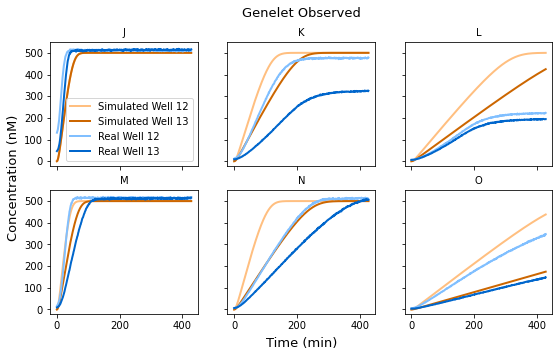 Genelet Observed
J
K
L
500
400
300
200
100
0
Simulated Well 12
Simulated Well 13
Real Well 12
Real Well 13
M
N
O
500
400
300
200
100
0
0
200
400
0
200
400
0
200
400
Concentration (nM)
Time (min)